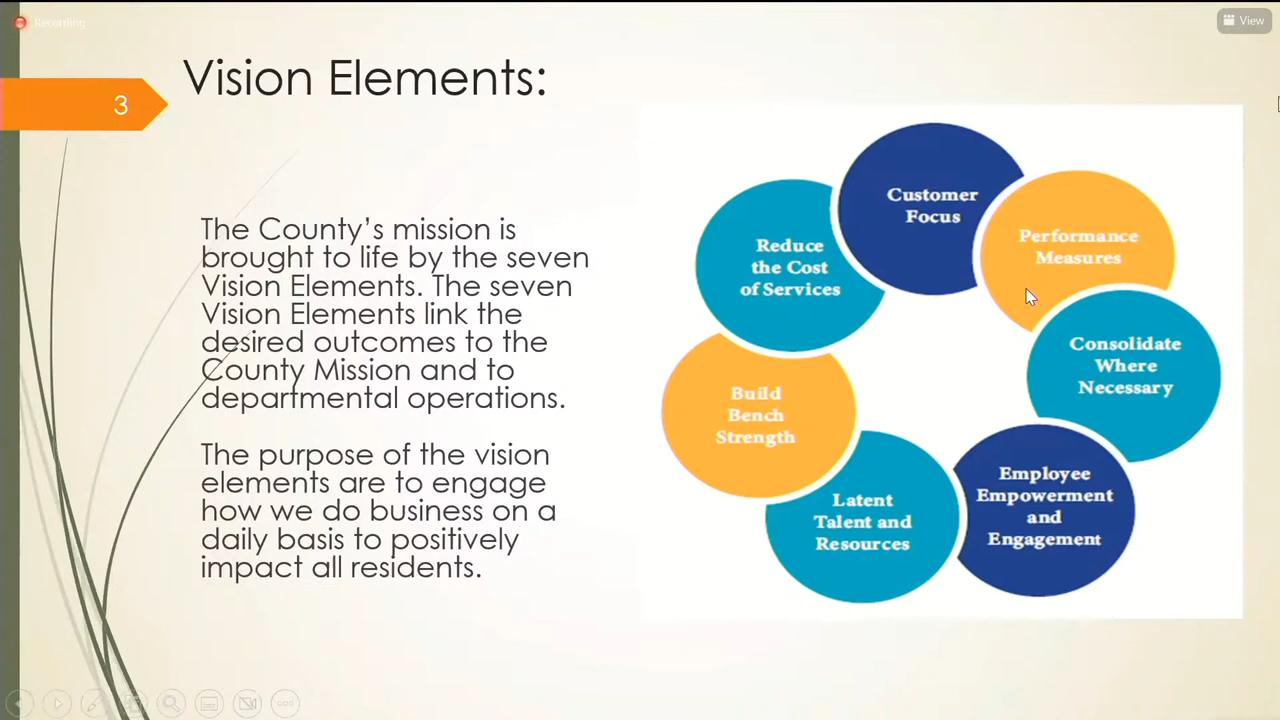 Recording
View
3
Vision Elements:
The County’s mission is
brought to life by the seven
Vision Elements. The seven
Vision Elements link the
desired outcomes to the
County Mission and to
departmental operations.
The purpose of the vision
elements are to engage
how we do business on a
daily basis to positively
impact all residents.
Customer
Focus
Performance
Measures
Consolidate
Where
Necessary
Employee
Empowerment
and
Engagement
Latent
Talent and
Resources
Build
Bench
Strength
Reduce
the Cost
of Services